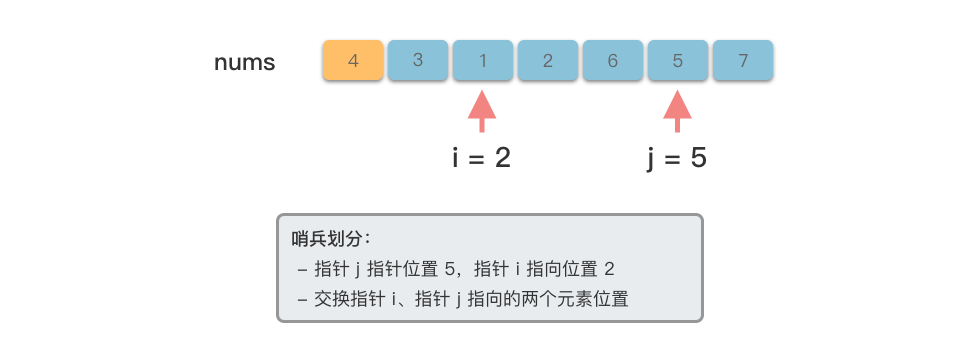 nums 4 3 1 2 6 5 7
i = 2 j = 5
哨兵划分：
– 指针 j 指针位置 5，指针 i 指向位置 2
– 交换指针 i、指针 j 指向的两个元素位置